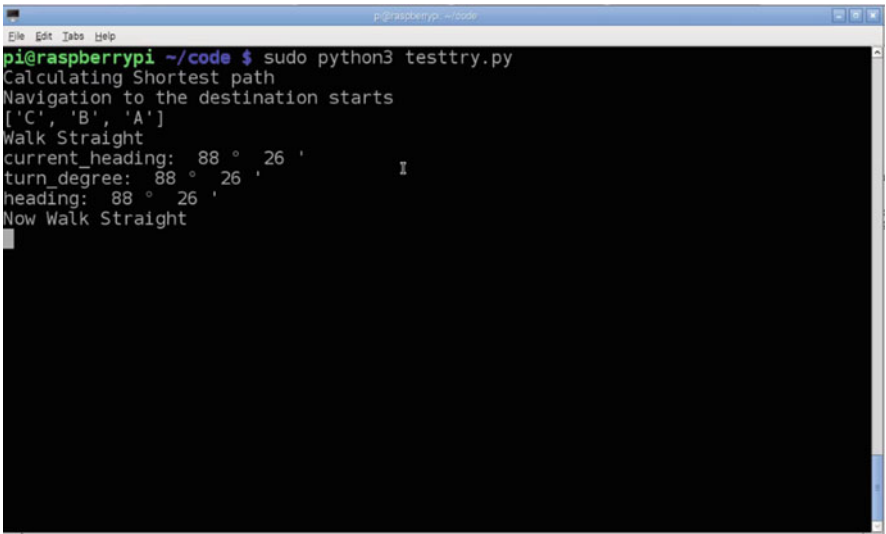 pi@raspberrypi: ~/code
File Edit Tabs Help
pi@raspberrypi ~/code $ sudo python3 testtry.py
Calculating Shortest path
Navigation to the destination starts
['C', 'B', 'A']
Walk Straight
current_heading:  88 °  26 '
turn_degree:  88 °  26 '
heading:  88 °  26 '
Now Walk Straight